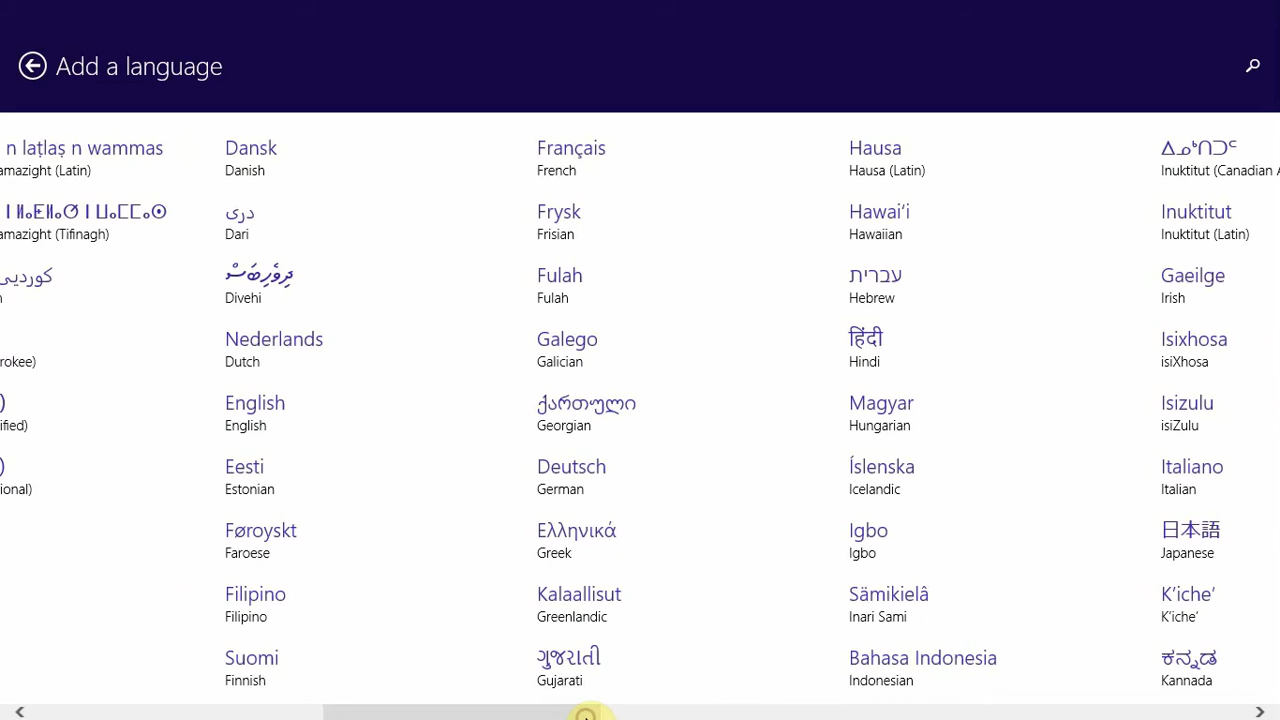 Add a language
n laṭlaṣ n wammas
amazight (Latin)
amazight (Tifinagh)
كوردیی
n
rokee)
)
ified)
)
ional)
Dansk
Danish
درى
Dari
ދިވެހިބަސް
Divehi
Nederlands
Dutch
English
English
Eesti
Estonian
Føroyskt
Faroese
Filipino
Filipino
Suomi
Finnish
Français
French
Frysk
Frisian
Fulah
Fulah
Galego
Galician
ქართული
Georgian
Deutsch
German
Ελληνικά
Greek
Kalaallisut
Greenlandic
ગુજરાતી
Gujarati
Hausa
Hausa (Latin)
Hawaiʻi
Hawaiian
עברית
Hebrew
हिंदी
Hindi
Magyar
Hungarian
Íslenska
Icelandic
Igbo
Igbo
Sämikielâ
Inari Sami
Bahasa Indonesia
Indonesian
ᐃᓄᒃᑎᑐᑦ
Inuktitut (Canadian A
Inuktitut
Inuktitut (Latin)
Gaeilge
Irish
Isixhosa
isiXhosa
Isizulu
isiZulu
Italiano
Italian
日本語
Japanese
K’iche’
K’iche’
ಕನ್ನಡ
Kannada